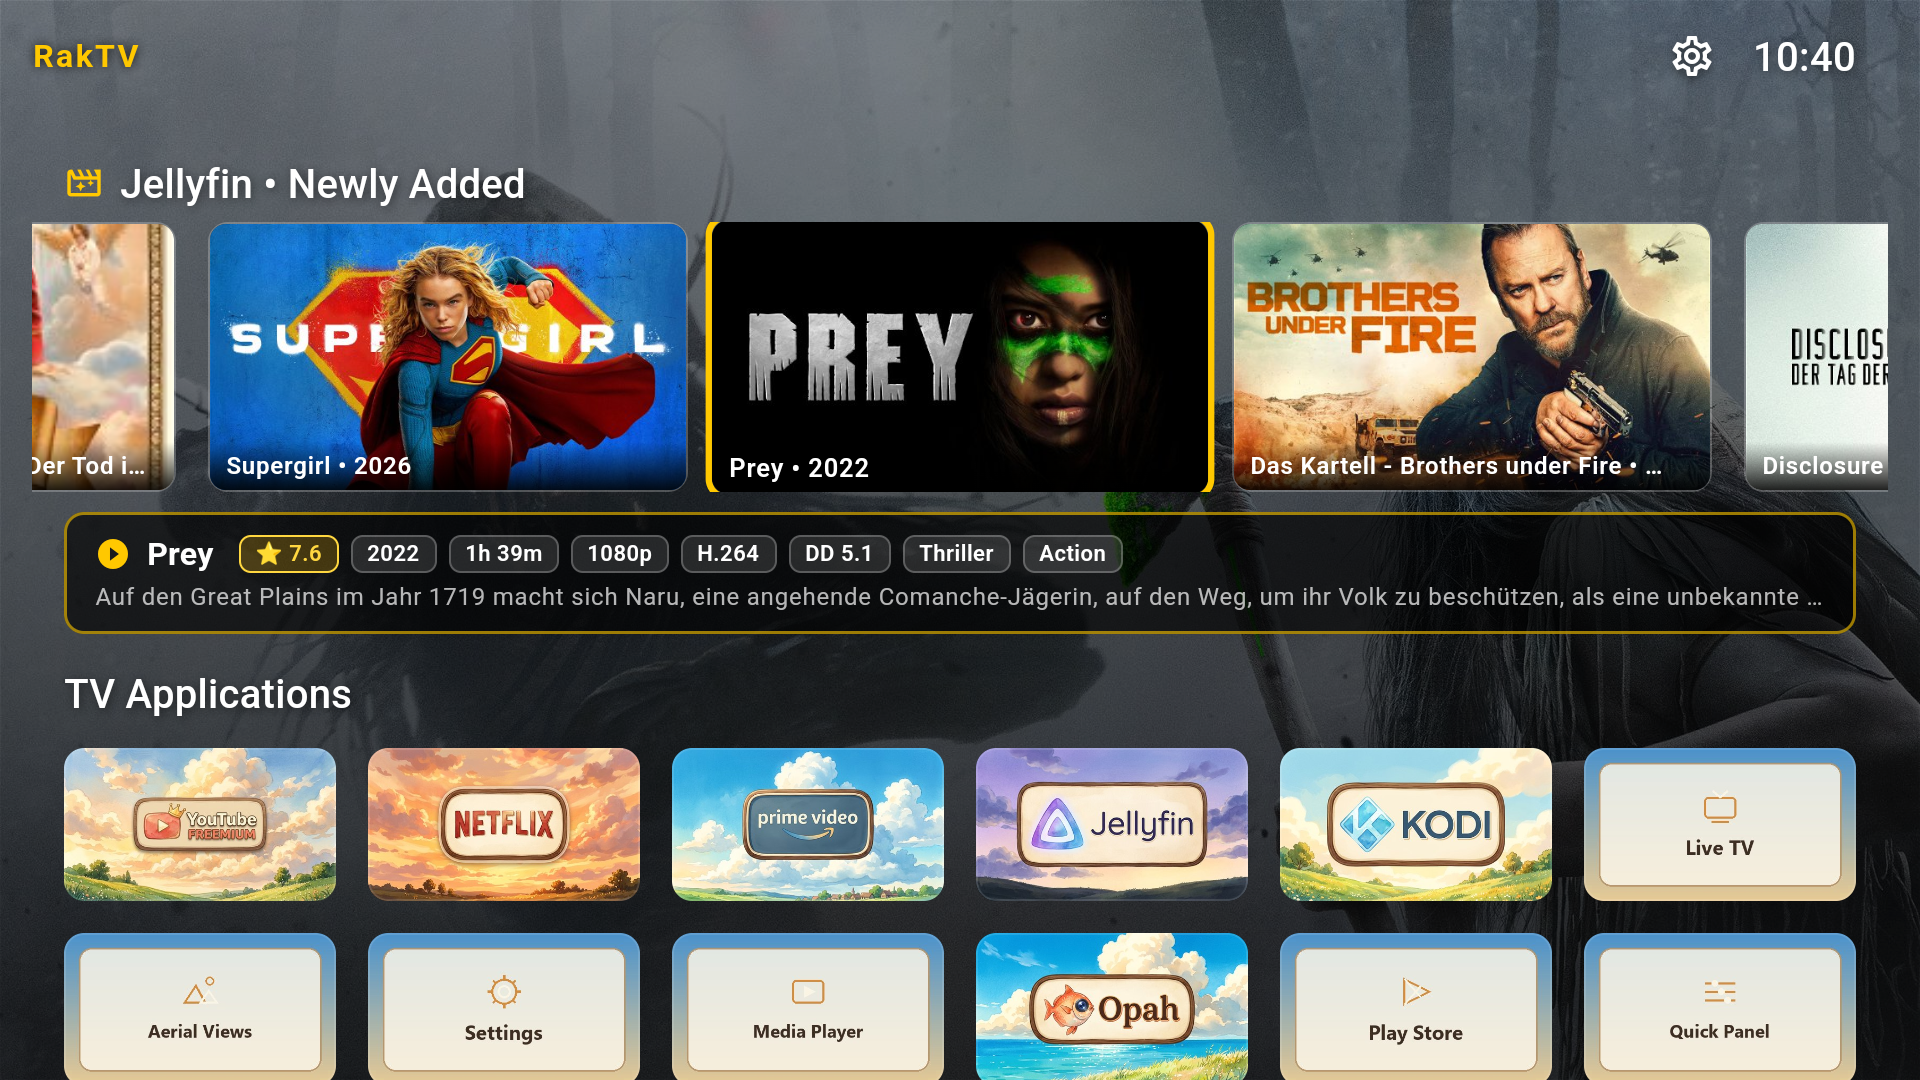 RakTV
10:40
Jellyfin • Newly Added
Der Tod i...
SUPERGIRL
Supergirl • 2026
PREY
Prey • 2022
BROTHERS
UNDER FIRE
Das Kartell - Brothers under Fire • ...
DISCLOS
DER TAG DER
Disclosure
Prey
7.6
2022
1h 39m
1080p
H.264
DD 5.1
Thriller
Action
Auf den Great Plains im Jahr 1719 macht sich Naru, eine angehende Comanche-Jägerin, auf den Weg, um ihr Volk zu beschützen, als eine unbekannte ...
TV Applications
YouTube
FREEMIUM
NETFLIX
prime video
Jellyfin
KODI
Live TV
Aerial Views
Settings
Media Player
Opah
Play Store
Quick Panel